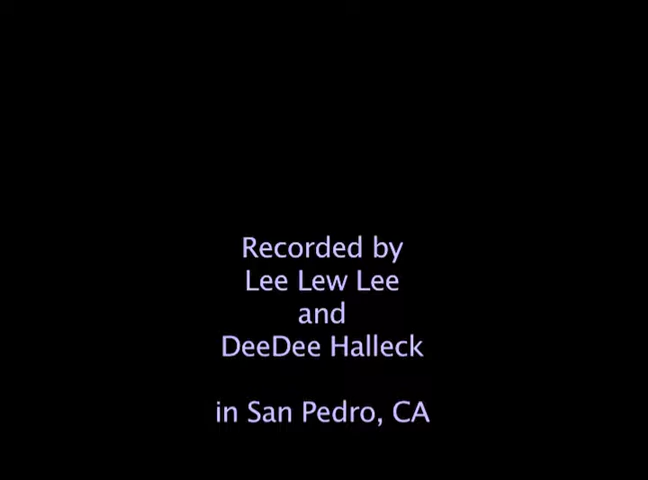 Recorded by
Lee Lew Lee
and
DeeDee Halleck
in San Pedro, CA